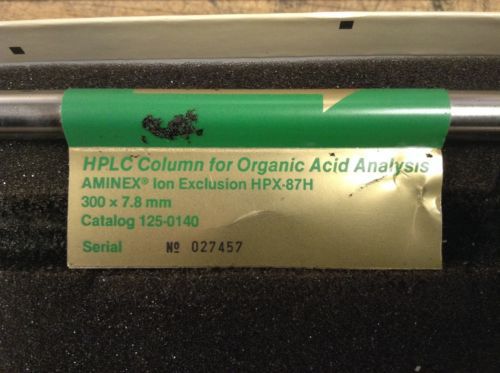 HPLC Column for Organic Acid Analysis
AMINEX® Ion Exclusion HPX-87H
300 × 7.8 mm
Catalog 125-0140
Serial Nº 027457